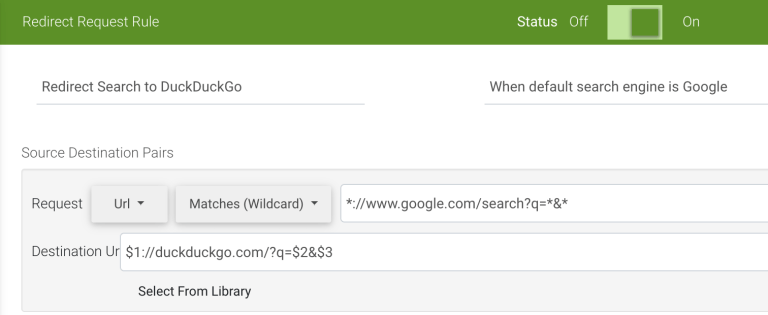 Redirect Request Rule Status Off On
Redirect Search to DuckDuckGo When default search engine is Google
Source Destination Pairs
Request Url Matches (Wildcard) *://www.google.com/search?q=*&*
Destination Ur $1://duckduckgo.com/?q=$2&$3
Select From Library